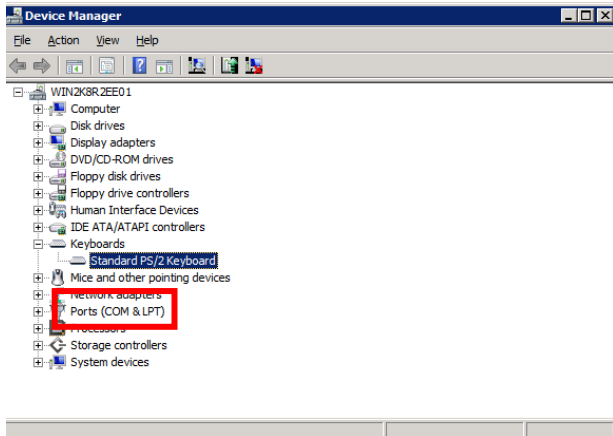 Device Manager
File Action View Help
WIN2K8R2EE01
Computer
Disk drives
Display adapters
DVD/CD-ROM drives
Floppy disk drives
Floppy drive controllers
Human Interface Devices
IDE ATA/ATAPI controllers
Keyboards
Standard PS/2 Keyboard
Mice and other pointing devices
Network adapters
Ports (COM & LPT)
Processors
Storage controllers
System devices